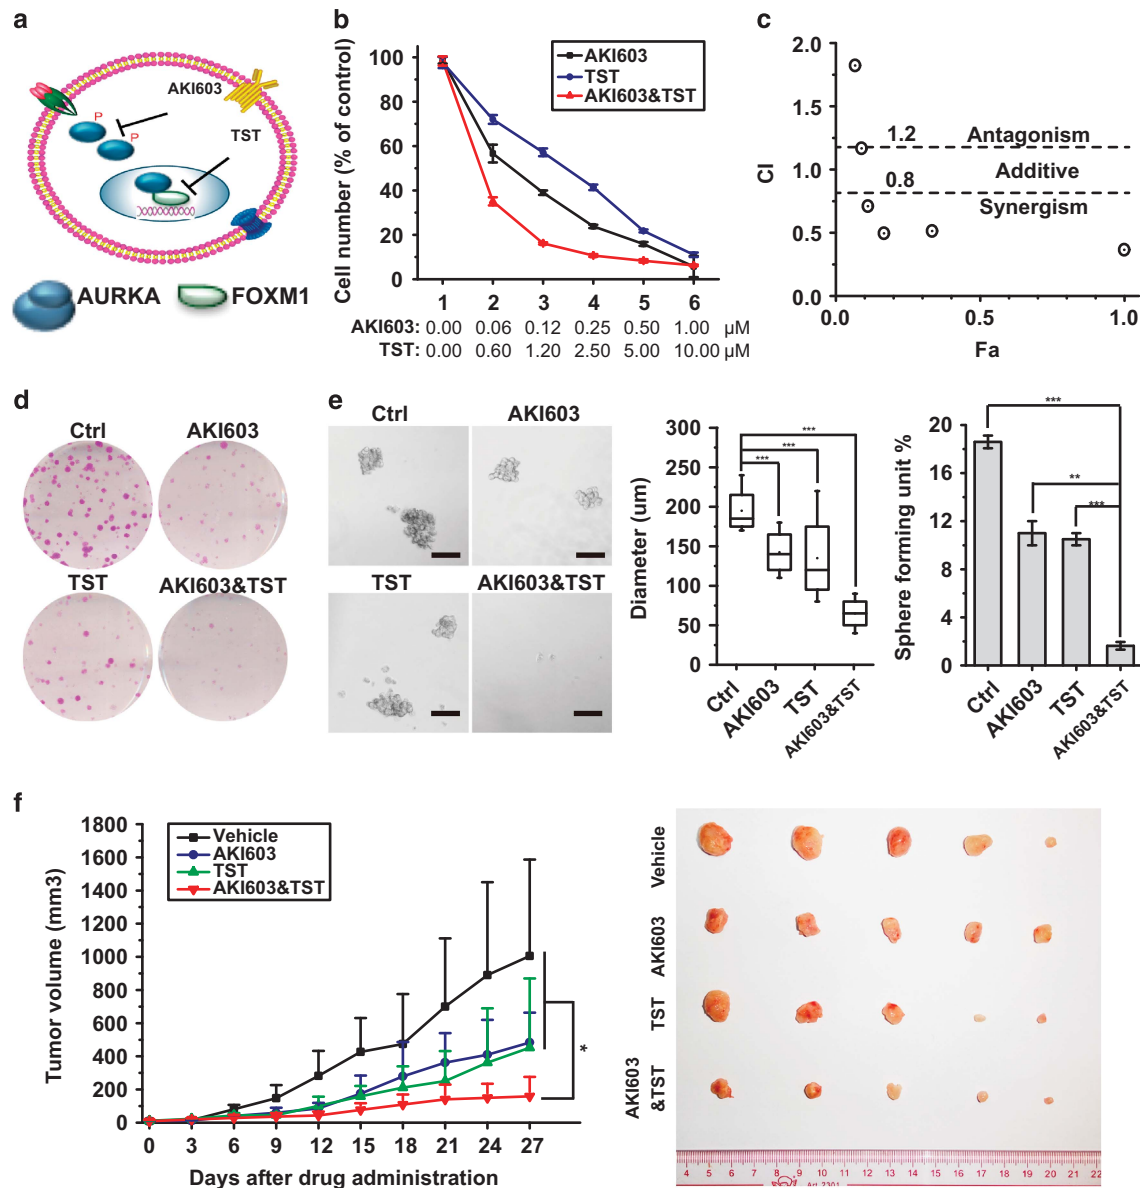 a
AKI603
P
P
TST
AURKA
FOXM1
b
AKI603
TST
AKI603&TST
Cell number (% of control)
100
80
60
40
20
0
1 2 3 4 5 6
AKI603: 0.00 0.06 0.12 0.25 0.50 1.00 µM
TST: 0.00 0.60 1.20 2.50 5.00 10.00 µM
c
CI
2.0
1.5
1.0
0.5
0.0
1.2 Antagonism
Additive
0.8
Synergism
0.0 0.5 1.0
Fa
d
Ctrl AKI603
TST AKI603&TST
e
Ctrl AKI603
TST AKI603&TST
Diameter (um)
300
250
200
150
100
50
0
***
***
***
Ctrl AKI603 TST AKI603&TST
Sphere forming unit %
20
18
16
14
12
10
8
6
4
2
0
***
**
***
Ctrl AKI603 TST AKI603&TST
f
Vehicle
AKI603
TST
AKI603&TST
Tumor volume (mm3)
1800
1600
1400
1200
1000
800
600
400
200
0
*
0 3 6 9 12 15 18 21 24 27
Days after drug administration
Vehicle
AKI603
TST
AKI603
&TST
4 5 6 7 8 9 10 11 12 13 14 15 16 17 18 19 20 21 22